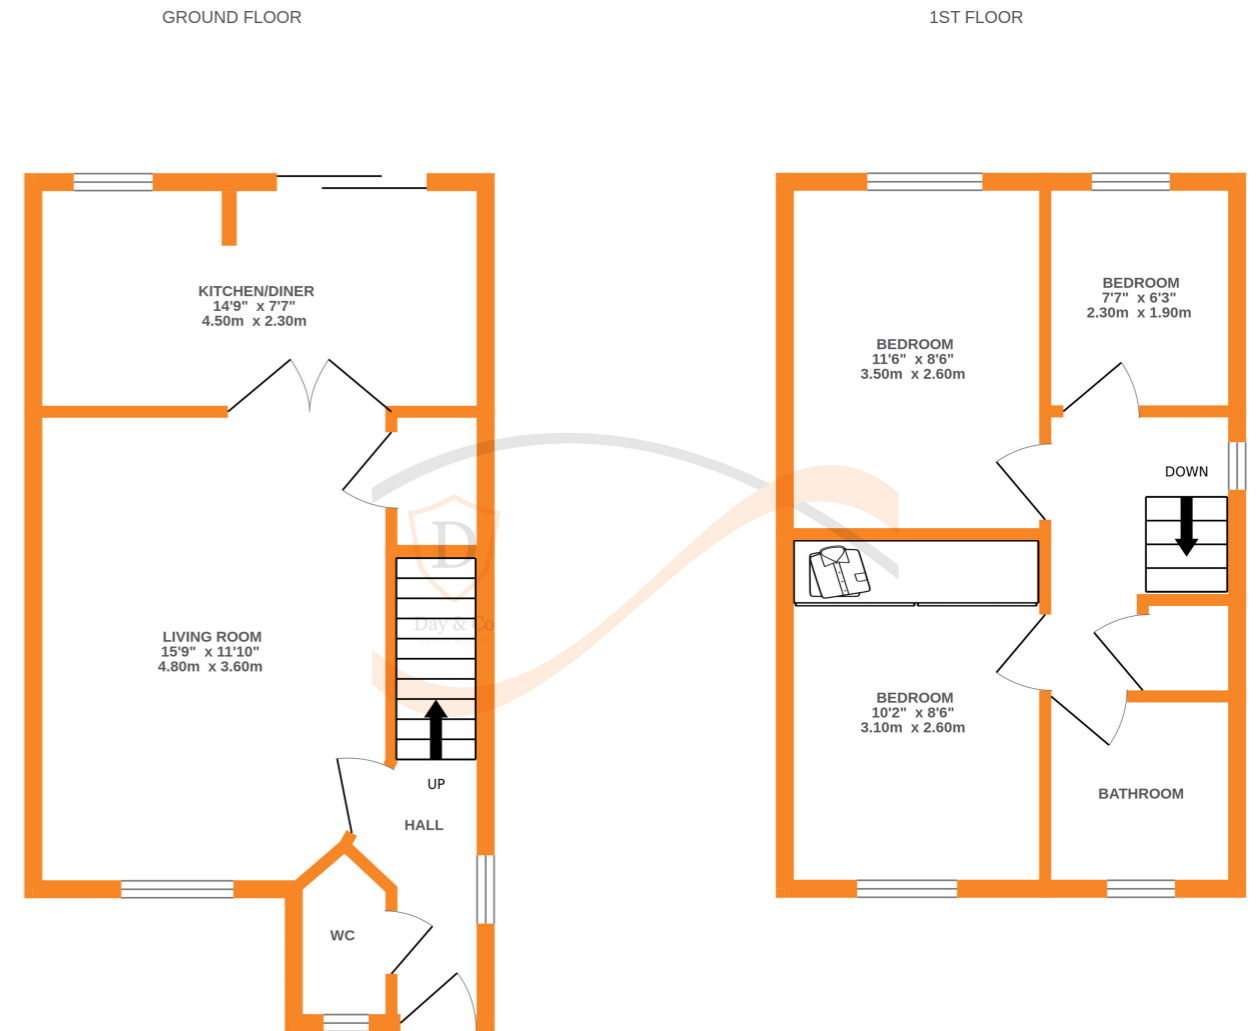 GROUND FLOOR
1ST FLOOR
KITCHEN/DINER
14'9" x 7'7"
4.50m x 2.30m
LIVING ROOM
15'9" x 11'10"
4.80m x 3.60m
D
Day & Co
UP
HALL
WC
BEDROOM
11'6" x 8'6"
3.50m x 2.60m
BEDROOM
7'7" x 6'3"
2.30m x 1.90m
DOWN
BEDROOM
10'2" x 8'6"
3.10m x 2.60m
BATHROOM